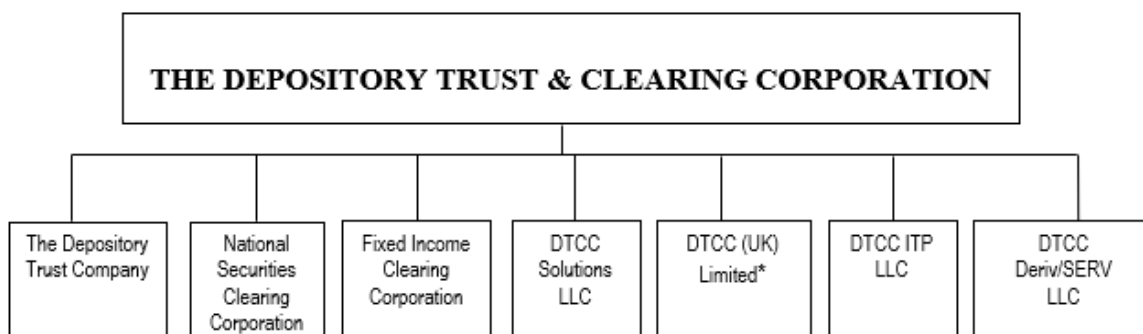 THE DEPOSITORY TRUST & CLEARING CORPORATION
The Depository
Trust Company
National
Securities
Clearing
Corporation
Fixed Income
Clearing
Corporation
DTCC
Solutions
LLC
DTCC (UK)
Limited*
DTCC ITP
LLC
DTCC
Deriv/SERV
LLC